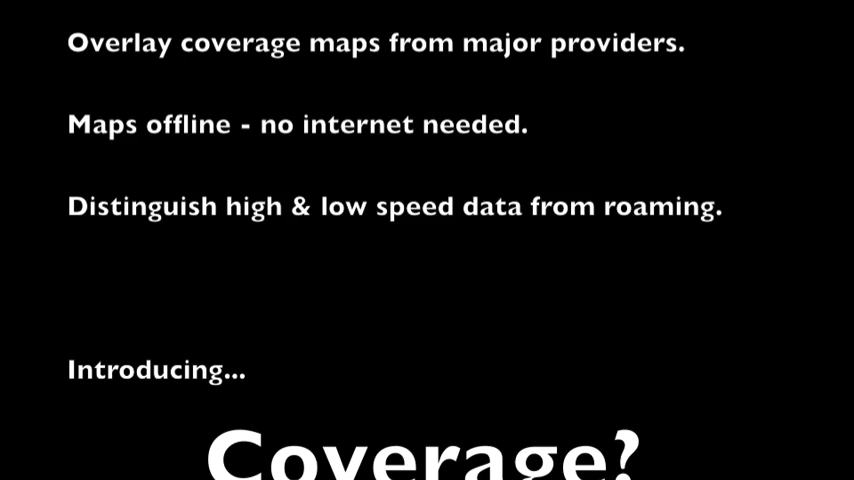 Overlay coverage maps from major providers.
Maps offline - no internet needed.
Distinguish high & low speed data from roaming.
Introducing...
Coverage?